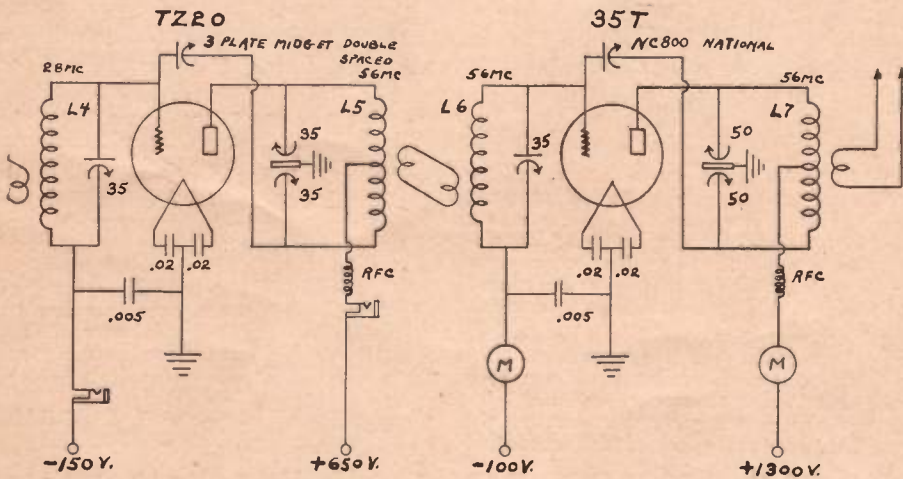 TZ20
35T
3 PLATE MIDGET DOUBLE
SPACED
NC800 NATIONAL
28MC
56MC
56MC
56MC
L4
L5
L6
L7
35
35
35
35
50
50
.02 .02
.02 .02
RFC
RFC
.005
.005
M
M
-150V.
+650V.
-100V.
+1300V.